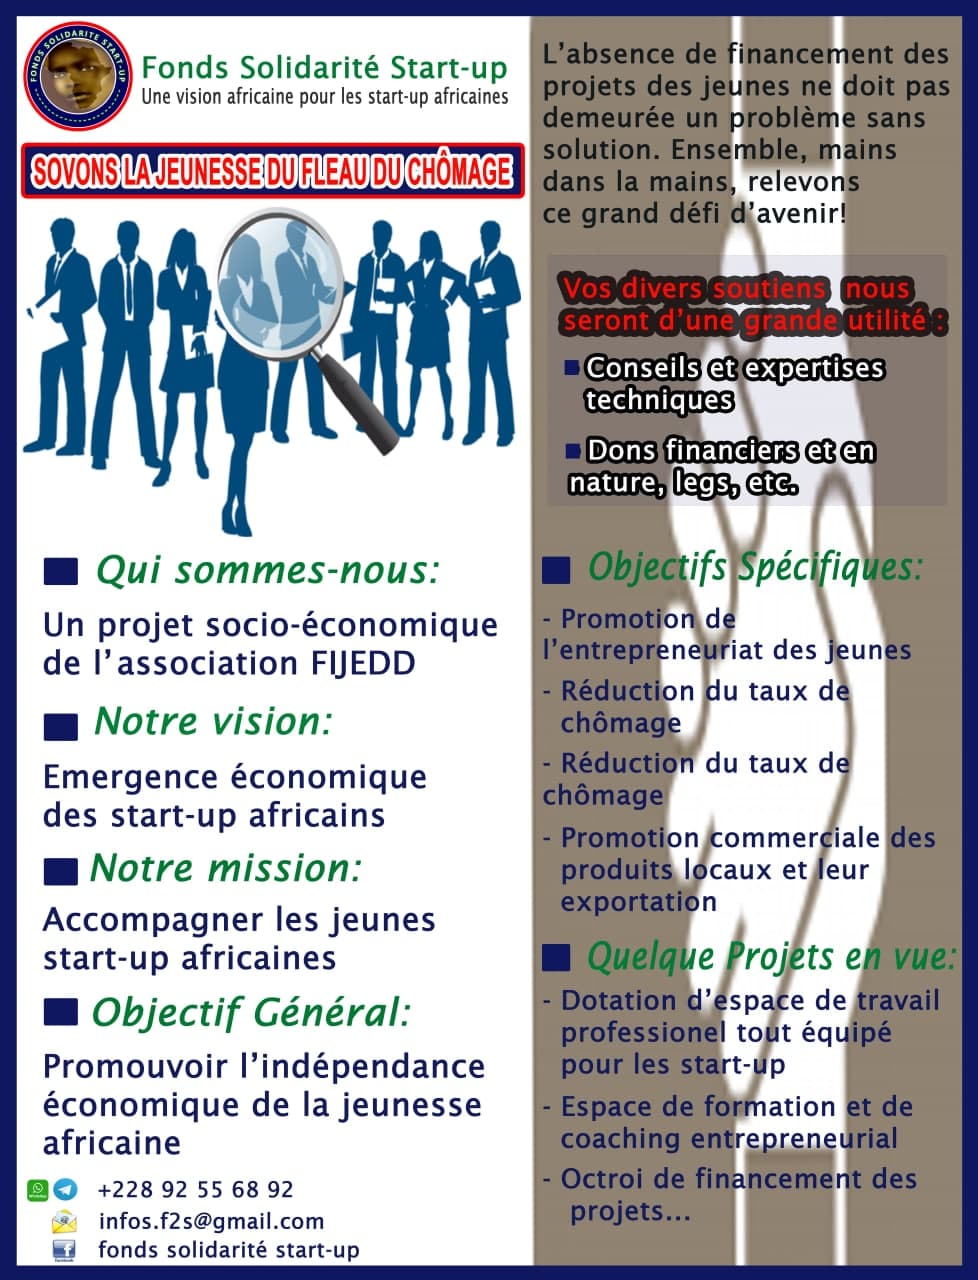 FONDS SOLIDARITE START-UP
Fonds Solidarité Start-up
Une vision africaine pour les start-up africaines
SOVONS LA JEUNESSE DU FLEAU DU CHÔMAGE
Qui sommes-nous:
Un projet socio-économique
de l'association FIJEDD
Notre vision:
Emergence économique
des start-up africains
Notre mission:
Accompagner les jeunes
start-up africaines
Objectif Général:
Promouvoir l'indépendance
économique de la jeunesse
africaine
+228 92 55 68 92
infos.f2s@gmail.com
fonds solidarité start-up
L'absence de financement des
projets des jeunes ne doit pas
demeurée un problème sans
solution. Ensemble, mains
dans la mains, relevons
ce grand défi d'avenir!
Vos divers soutiens nous
seront d'une grande utilité :
Conseils et expertises
techniques
Dons financiers et en
nature, legs, etc.
Objectifs Spécifiques:
- Promotion de
l'entrepreneuriat des jeunes
- Réduction du taux de
chômage
- Réduction du taux de
chômage
- Promotion commerciale des
produits locaux et leur
exportation
Quelque Projets en vue:
- Dotation d'espace de travail
professionel tout équipé
pour les start-up
- Espace de formation et de
coaching entrepreneurial
- Octroi de financement des
projets...